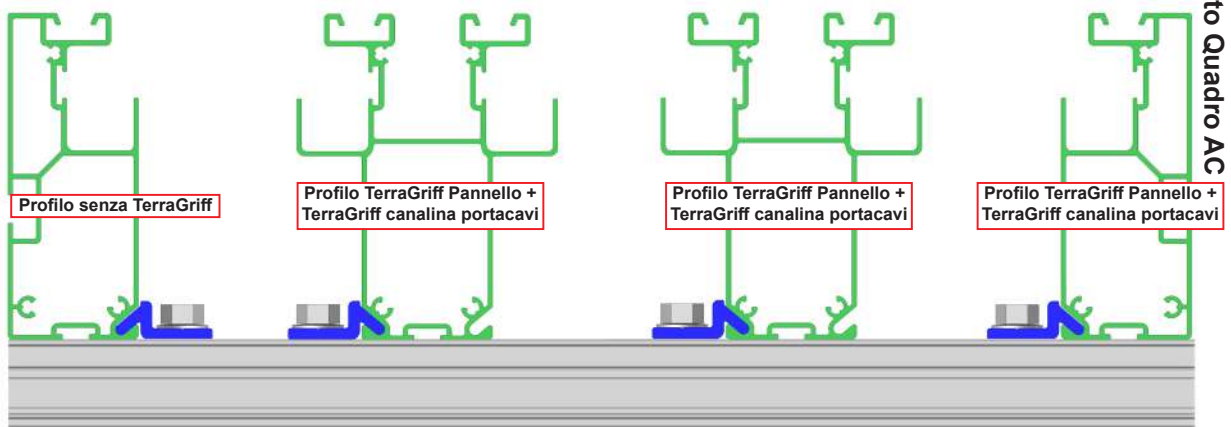 to Quadro AC
Profilo senza TerraGriff
Profilo TerraGriff Pannello +
TerraGriff canalina portacavi
Profilo TerraGriff Pannello +
TerraGriff canalina portacavi
Profilo TerraGriff Pannello +
TerraGriff canalina portacavi